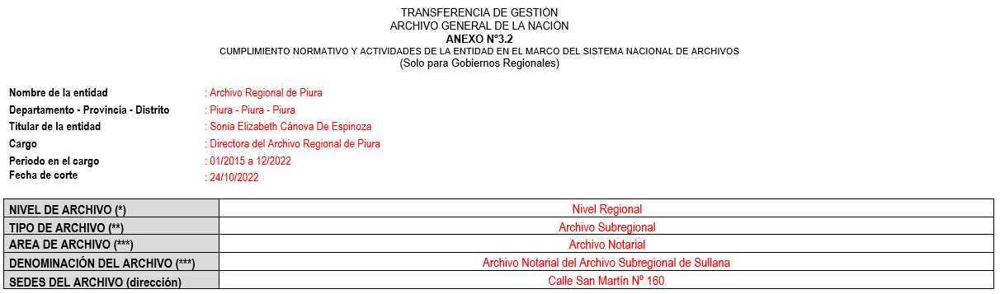 TRANSFERENCIA DE GESTIÓN
ARCHIVO GENERAL DE LA NACIÓN
ANEXO N°3.2
CUMPLIMIENTO NORMATIVO Y ACTIVIDADES DE LA ENTIDAD EN EL MARCO DEL SISTEMA NACIONAL DE ARCHIVOS
(Solo para Gobiernos Regionales)
Nombre de la entidad : Archivo Regional de Piura
Departamento - Provincia - Distrito : Piura - Piura - Piura
Titular de la entidad : Sonia Elizabeth Cánova De Espinoza
Cargo : Directora del Archivo Regional de Piura
Periodo en el cargo : 01/2015 a 12/2022
Fecha de corte : 24/10/2022
NIVEL DE ARCHIVO (*) Nivel Regional
TIPO DE ARCHIVO (**) Archivo Subregional
AREA DE ARCHIVO (***) Archivo Notarial
DENOMINACIÓN DEL ARCHIVO (***) Archivo Notarial del Archivo Subregional de Sullana
SEDES DEL ARCHIVO (dirección) Calle San Martín Nº 160